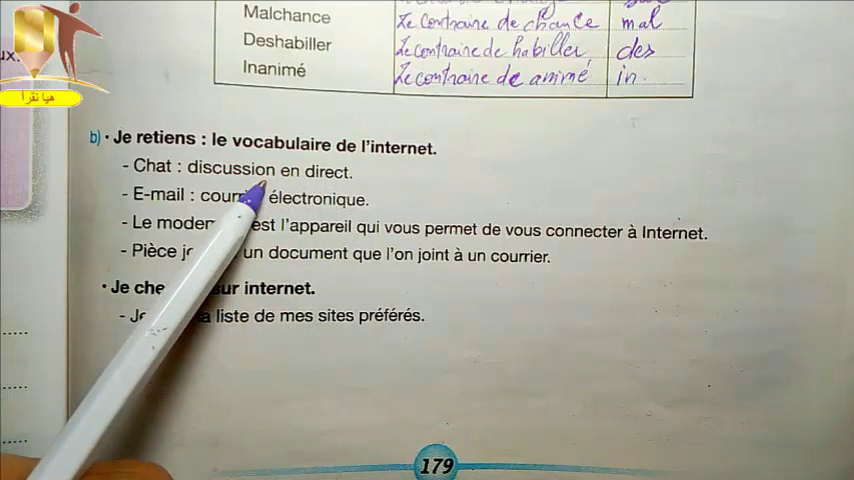 ux.
هيا نقرأ
Malchance Le contraire de chance mal
Deshabiller Le contraire de habiller des
Inanimé Le contraire de animé in.
b) • Je retiens : le vocabulaire de l'internet.
- Chat : discussion en direct.
- E-mail : électronique.
- Le est l'appareil qui vous permet de vous connecter à Internet.
- Pièce un document que l'on joint à un courrier.
• Je sur internet.
- la liste de mes sites préférés.
179